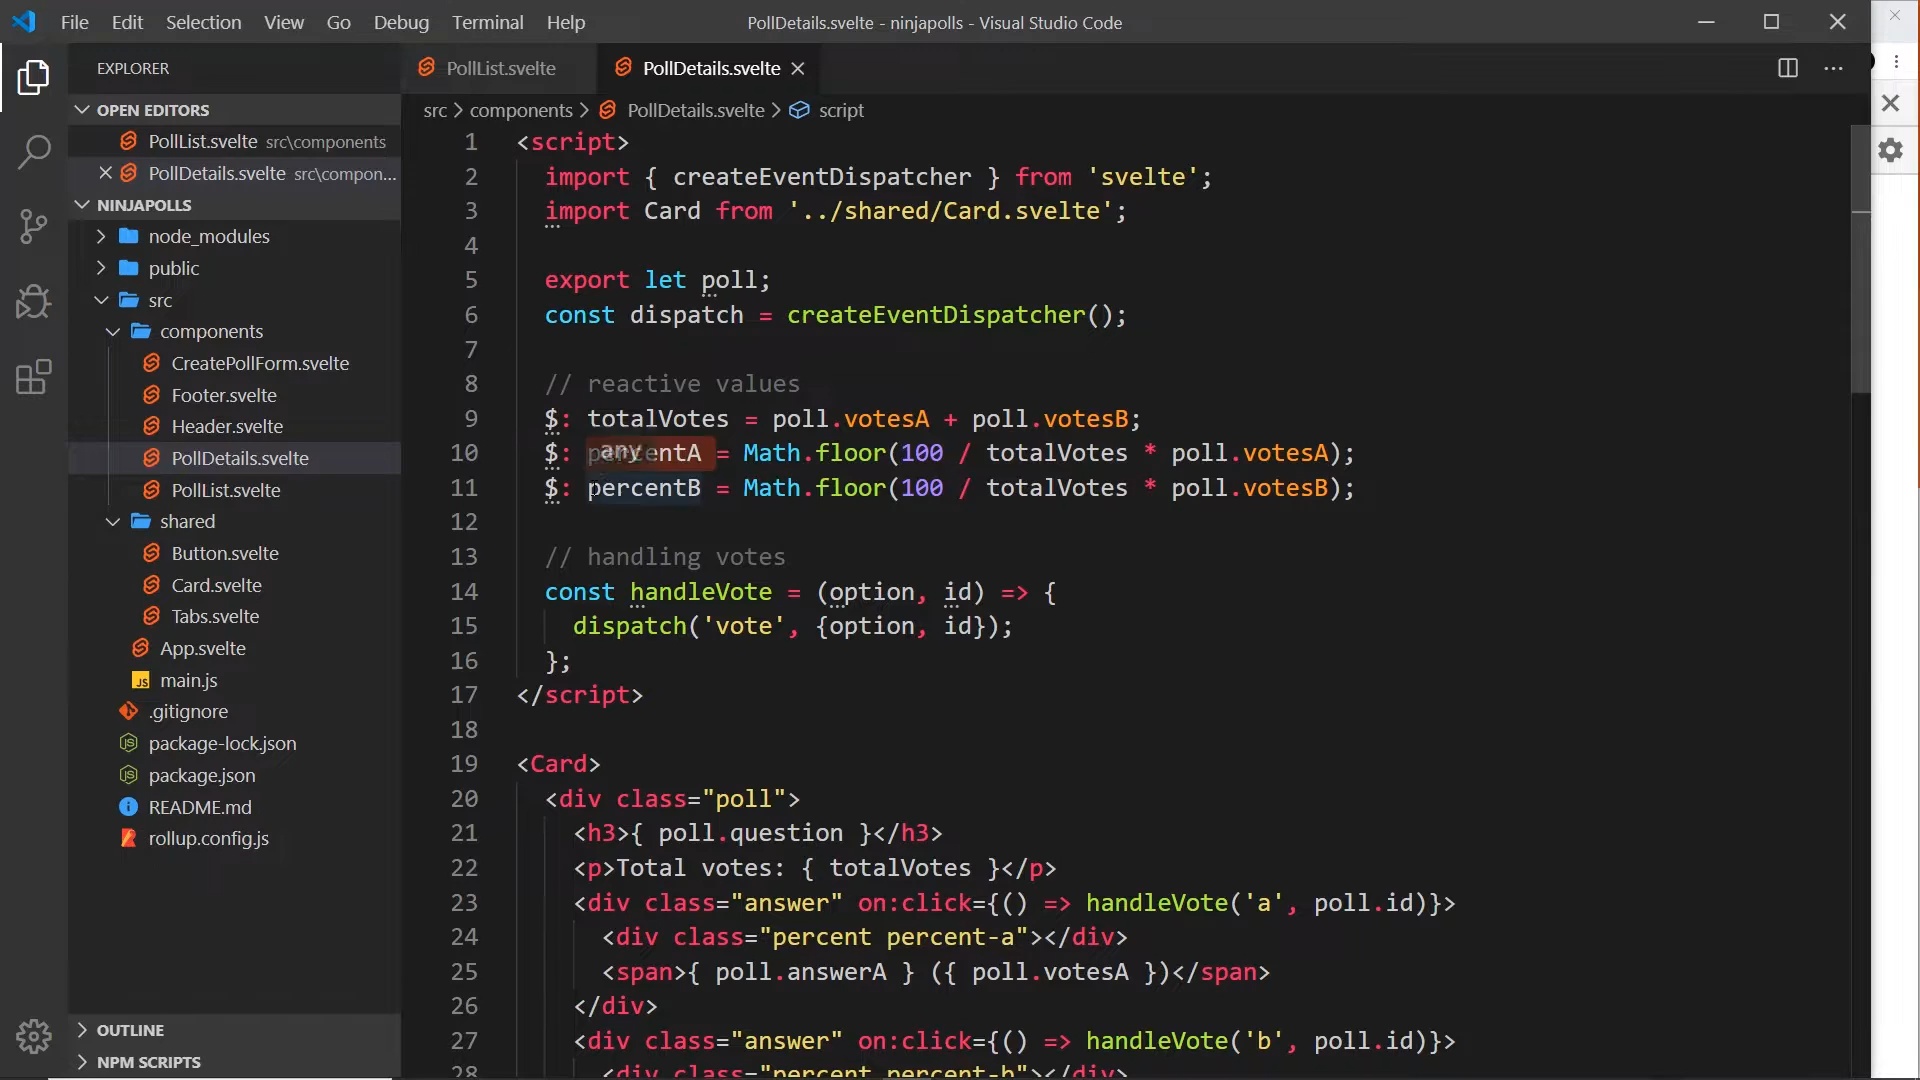 File Edit Selection View Go Debug Terminal Help
PollDetails.svelte - ninjapolls - Visual Studio Code
EXPLORER
OPEN EDITORS
PollList.svelte src\components
PollDetails.svelte src\compon...
NINJAPOLLS
node_modules
public
src
components
CreatePollForm.svelte
Footer.svelte
Header.svelte
PollDetails.svelte
PollList.svelte
shared
Button.svelte
Card.svelte
Tabs.svelte
App.svelte
JS main.js
.gitignore
package-lock.json
package.json
README.md
rollup.config.js
OUTLINE
NPM SCRIPTS
PollList.svelte
PollDetails.svelte
src > components > PollDetails.svelte > script
1 <script>
2 import { createEventDispatcher } from 'svelte';
3 import Card from '../shared/Card.svelte';
4
5 export let poll;
6 const dispatch = createEventDispatcher();
7
8 // reactive values
9 $: totalVotes = poll.votesA + poll.votesB;
10 $: any = Math.floor(100 / totalVotes * poll.votesA);
11 $: percentB = Math.floor(100 / totalVotes * poll.votesB);
12
13 // handling votes
14 const handleVote = (option, id) => {
15 dispatch('vote', {option, id});
16 };
17 </script>
18
19 <Card>
20 <div class="poll">
21 <h3>{ poll.question }</h3>
22 <p>Total votes: { totalVotes }</p>
23 <div class="answer" on:click={() => handleVote('a', poll.id)}>
24 <div class="percent percent-a"></div>
25 <span>{ poll.answerA } ({ poll.votesA })</span>
26 </div>
27 <div class="answer" on:click={() => handleVote('b', poll.id)}>
28 <div class="percent percent-b"></div>